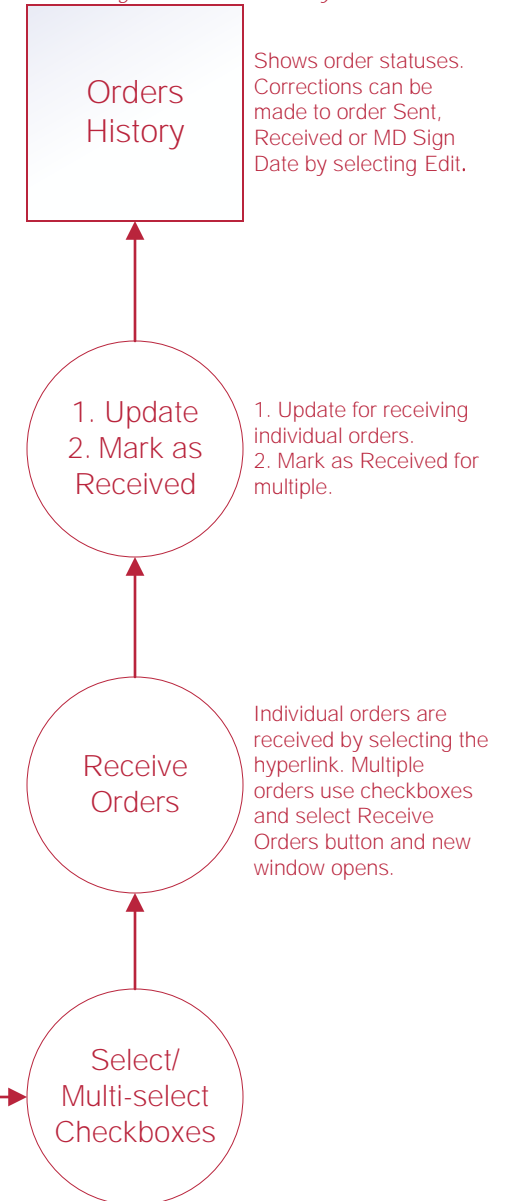 Orders
History
Shows order statuses.
Corrections can be
made to order Sent,
Received or MD Sign
Date by selecting Edit.
1. Update
2. Mark as
Received
1. Update for receiving
individual orders.
2. Mark as Received for
multiple.
Receive
Orders
Individual orders are
received by selecting the
hyperlink. Multiple
orders use checkboxes
and select Receive
Orders button and new
window opens.
Select/
Multi-select
Checkboxes